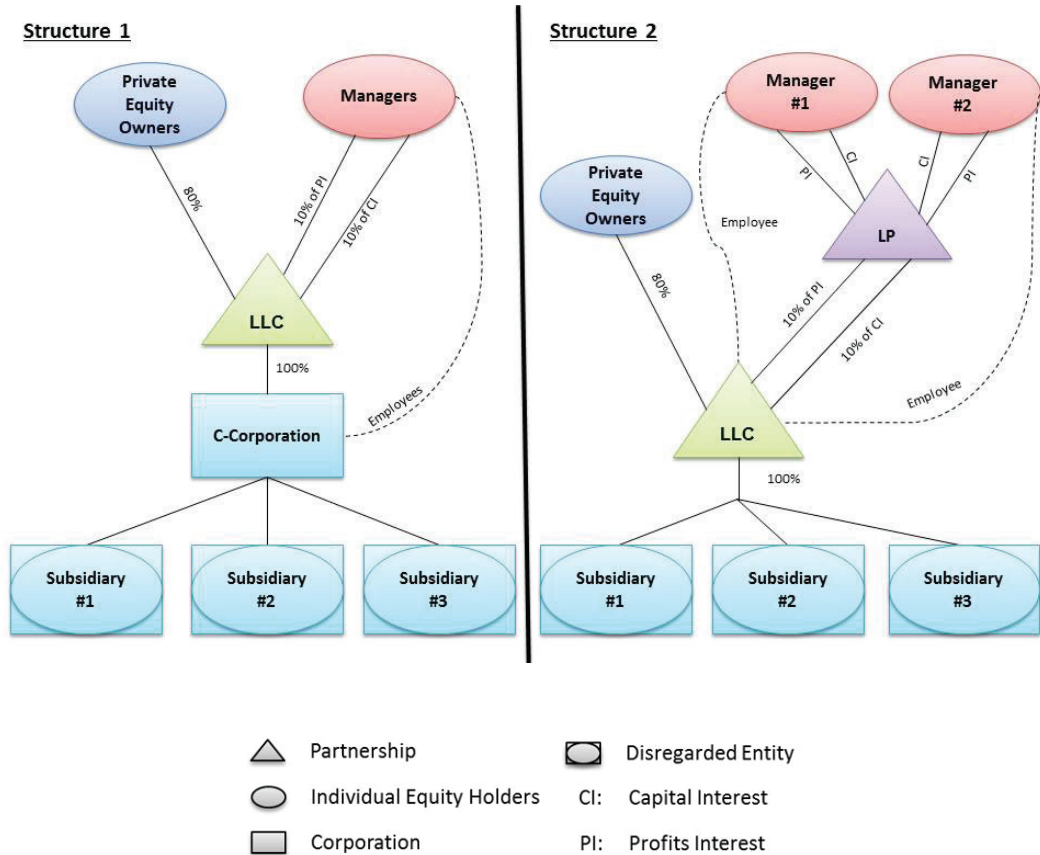 Structure 1
Private
Equity
Owners
Managers
80%
10% of PI
10% of CI
LLC
100%
Employees
C-Corporation
Subsidiary
#1
Subsidiary
#2
Subsidiary
#3
Structure 2
Manager
#1
Manager
#2
PI
CI
CI
PI
Private
Equity
Owners
Employee
LP
80%
10% of PI
10% of CI
Employee
LLC
100%
Subsidiary
#1
Subsidiary
#2
Subsidiary
#3
Partnership
Disregarded Entity
Individual Equity Holders
CI: Capital Interest
Corporation
PI: Profits Interest